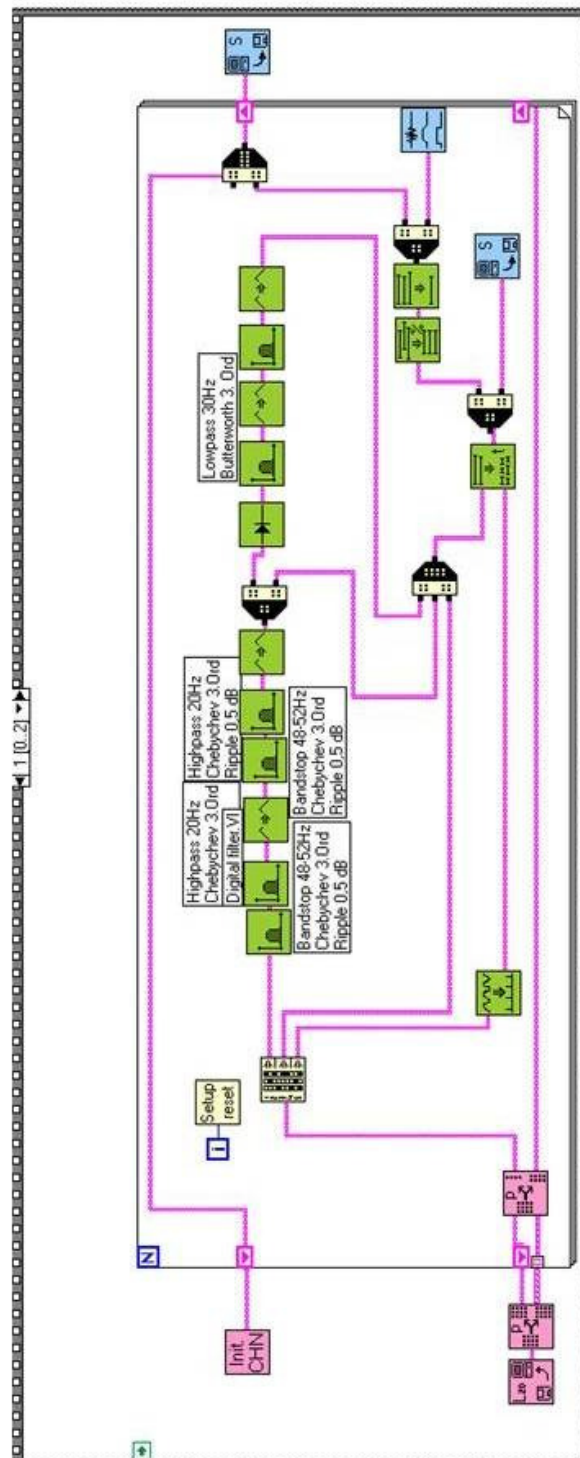 1 [0..2]
Init.
CHN
N
i
Setup
reset
Bandstop 48-52Hz
Chebychev 3.Ord
Ripple 0,5 dB
Highpass 20Hz
Chebychev 3.Ord
Digital filter.VI
Bandstop 48-52Hz
Chebychev 3.Ord
Ripple 0,5 dB
Highpass 20Hz
Chebychev 3.Ord
Ripple 0,5 dB
Lowpass 30Hz
Butterworth 3. Ord
S
S
P
P
t